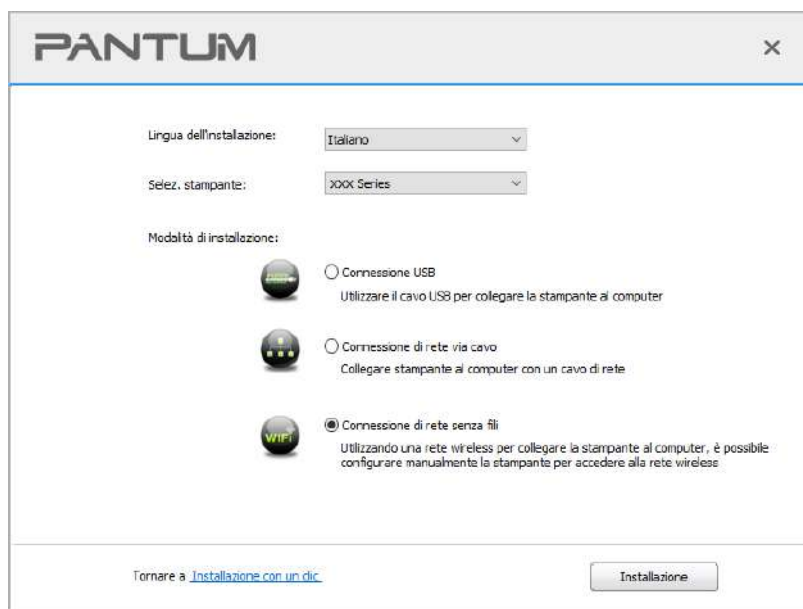 PANTUM
Lingua dell'installazione:
Italiano
Selez. stampante:
xxx Series
Modalità di installazione:
Connessione USB
Utilizzare il cavo USB per collegare la stampante al computer
Connessione di rete via cavo
Collegare stampante al computer con un cavo di rete
WiFi
Connessione di rete senza fili
Utilizzando una rete wireless per collegare la stampante al computer, è possibile
configurare manualmente la stampante per accedere alla rete wireless
Tornare a Installazione con un clic
Installazione